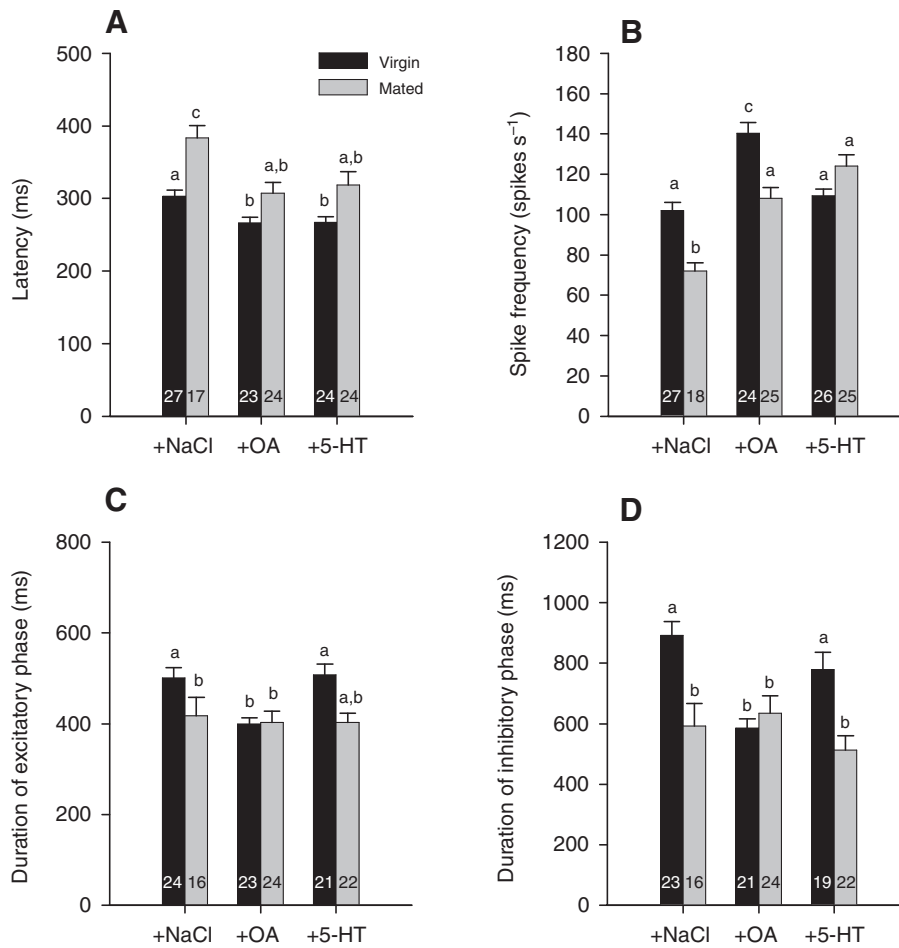 A
Latency (ms)
500
400
300
200
100
0
Virgin
Mated
a
c
b
a,b
b
a,b
27 17 23 24 24 24
+NaCl +OA +5-HT
B
Spike frequency (spikes s⁻¹)
180
160
140
120
100
80
60
40
20
0
a
b
c
a
a
a
27 18 24 25 26 25
+NaCl +OA +5-HT
C
Duration of excitatory phase (ms)
800
600
400
200
0
a
b
b
b
a
a,b
24 16 23 24 21 22
+NaCl +OA +5-HT
D
Duration of inhibitory phase (ms)
1200
1000
800
600
400
200
0
a
b
b
b
a
b
23 16 21 24 19 22
+NaCl +OA +5-HT